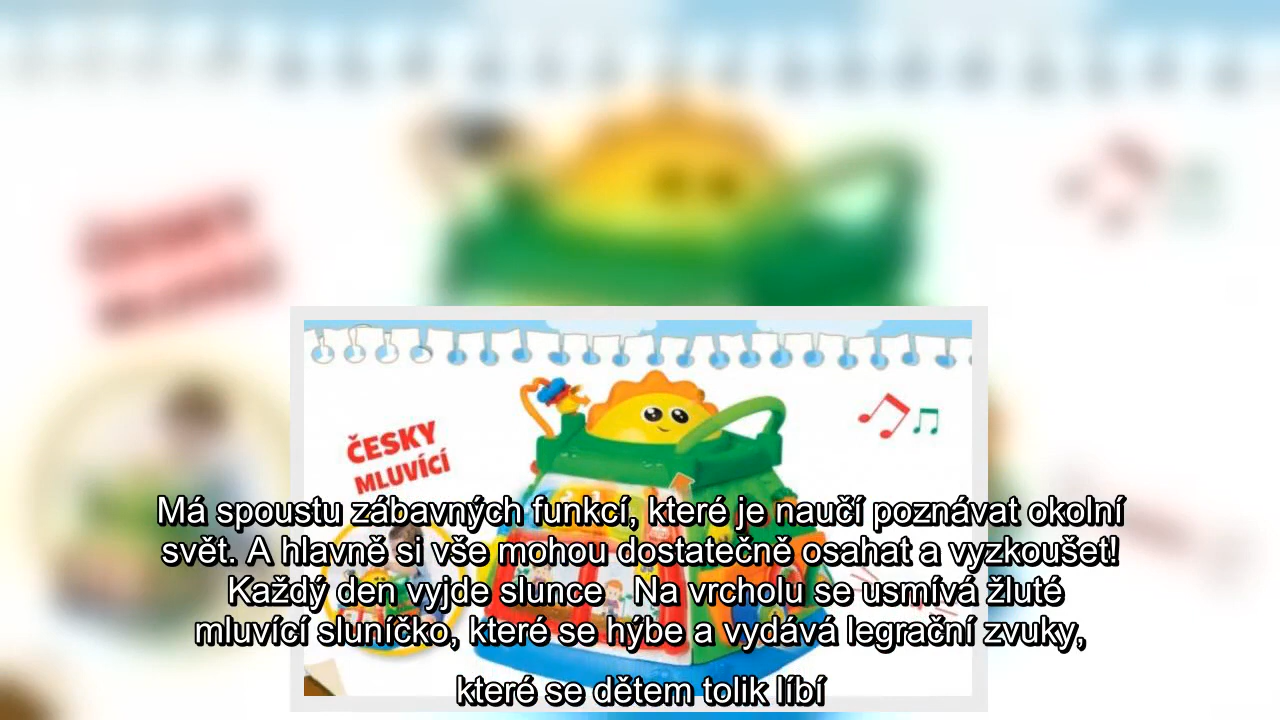 ČESKY
MLUVÍCÍ
Má spoustu zábavných funkcí, které je naučí poznávat okolní
svět. A hlavně si vše mohou dostatečně osahat a vyzkoušet!
Každý den vyjde slunce Na vrcholu se usmívá žluté
mluvící sluníčko, které se hýbe a vydává legrační zvuky,
které se dětem tolik líbí